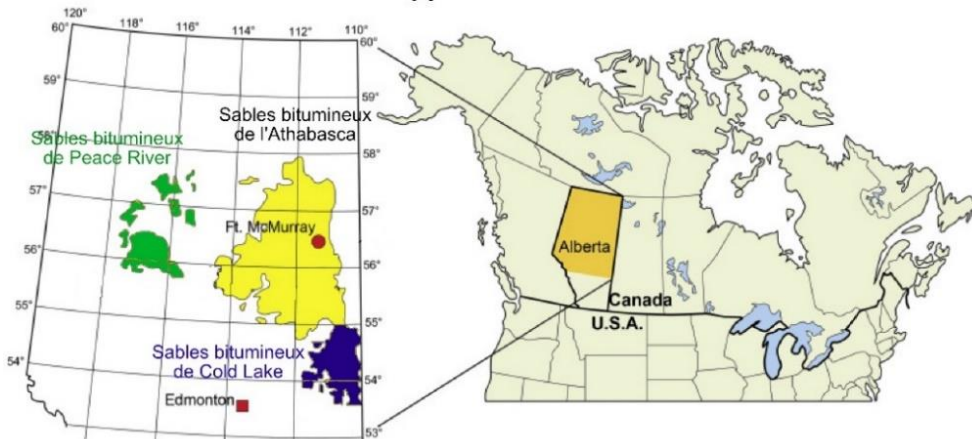 120°
60°
118°
116°
114°
112°
110°
60°
59°
59°
Sables bitumineux
de l'Athabasca
58°
58°
Sables bitumineux
de Peace River
57°
57°
Ft. McMurray
56°
56°
55°
55°
Sables bitumineux
de Cold Lake
54°
54°
Edmonton
53°
Alberta
Canada
U.S.A.